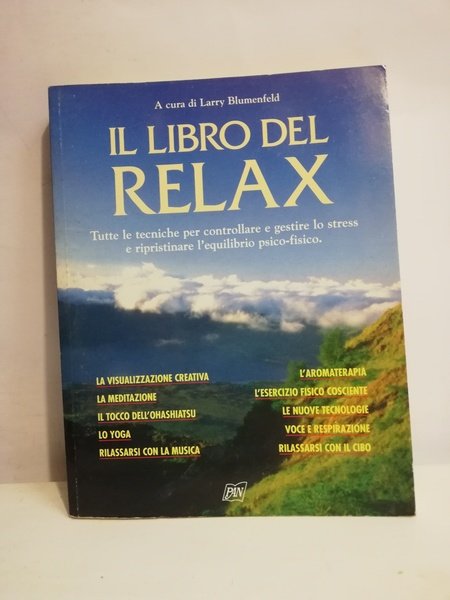 A cura di Larry Blumenfeld
IL LIBRO DEL
RELAX
Tutte le tecniche per controllare e gestire lo stress
e ripristinare l'equilibrio psico-fisico.
LA VISUALIZZAZIONE CREATIVA
LA MEDITAZIONE
IL TOCCO DELL'OHASHIATSU
LO YOGA
RILASSARSI CON LA MUSICA
L'AROMATERAPIA
L'ESERCIZIO FISICO COSCIENTE
LE NUOVE TECNOLOGIE
VOCE E RESPIRAZIONE
RILASSARSI CON IL CIBO
PAN